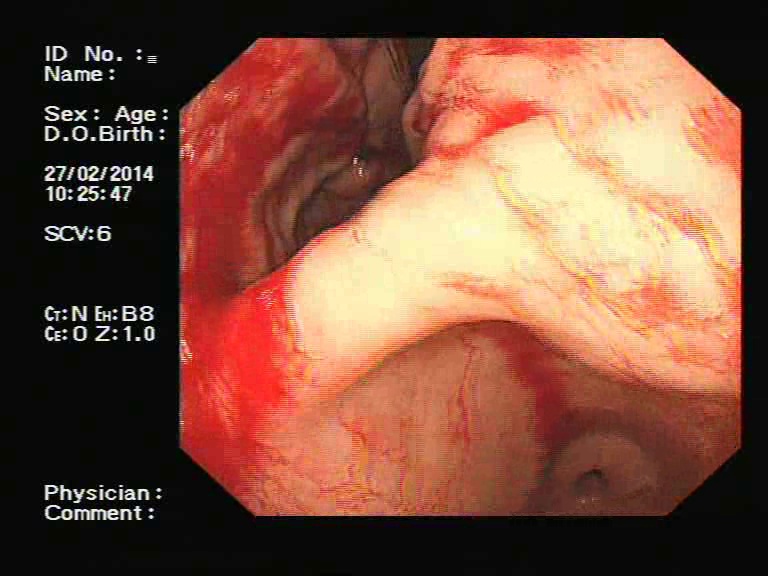 ID No. :
Name:
Sex: Age:
D.O.Birth:
27/02/2014
10:25:47
SCV:6
CT:N EH:B8
CE:0 Z:1.0
Physician:
Comment: